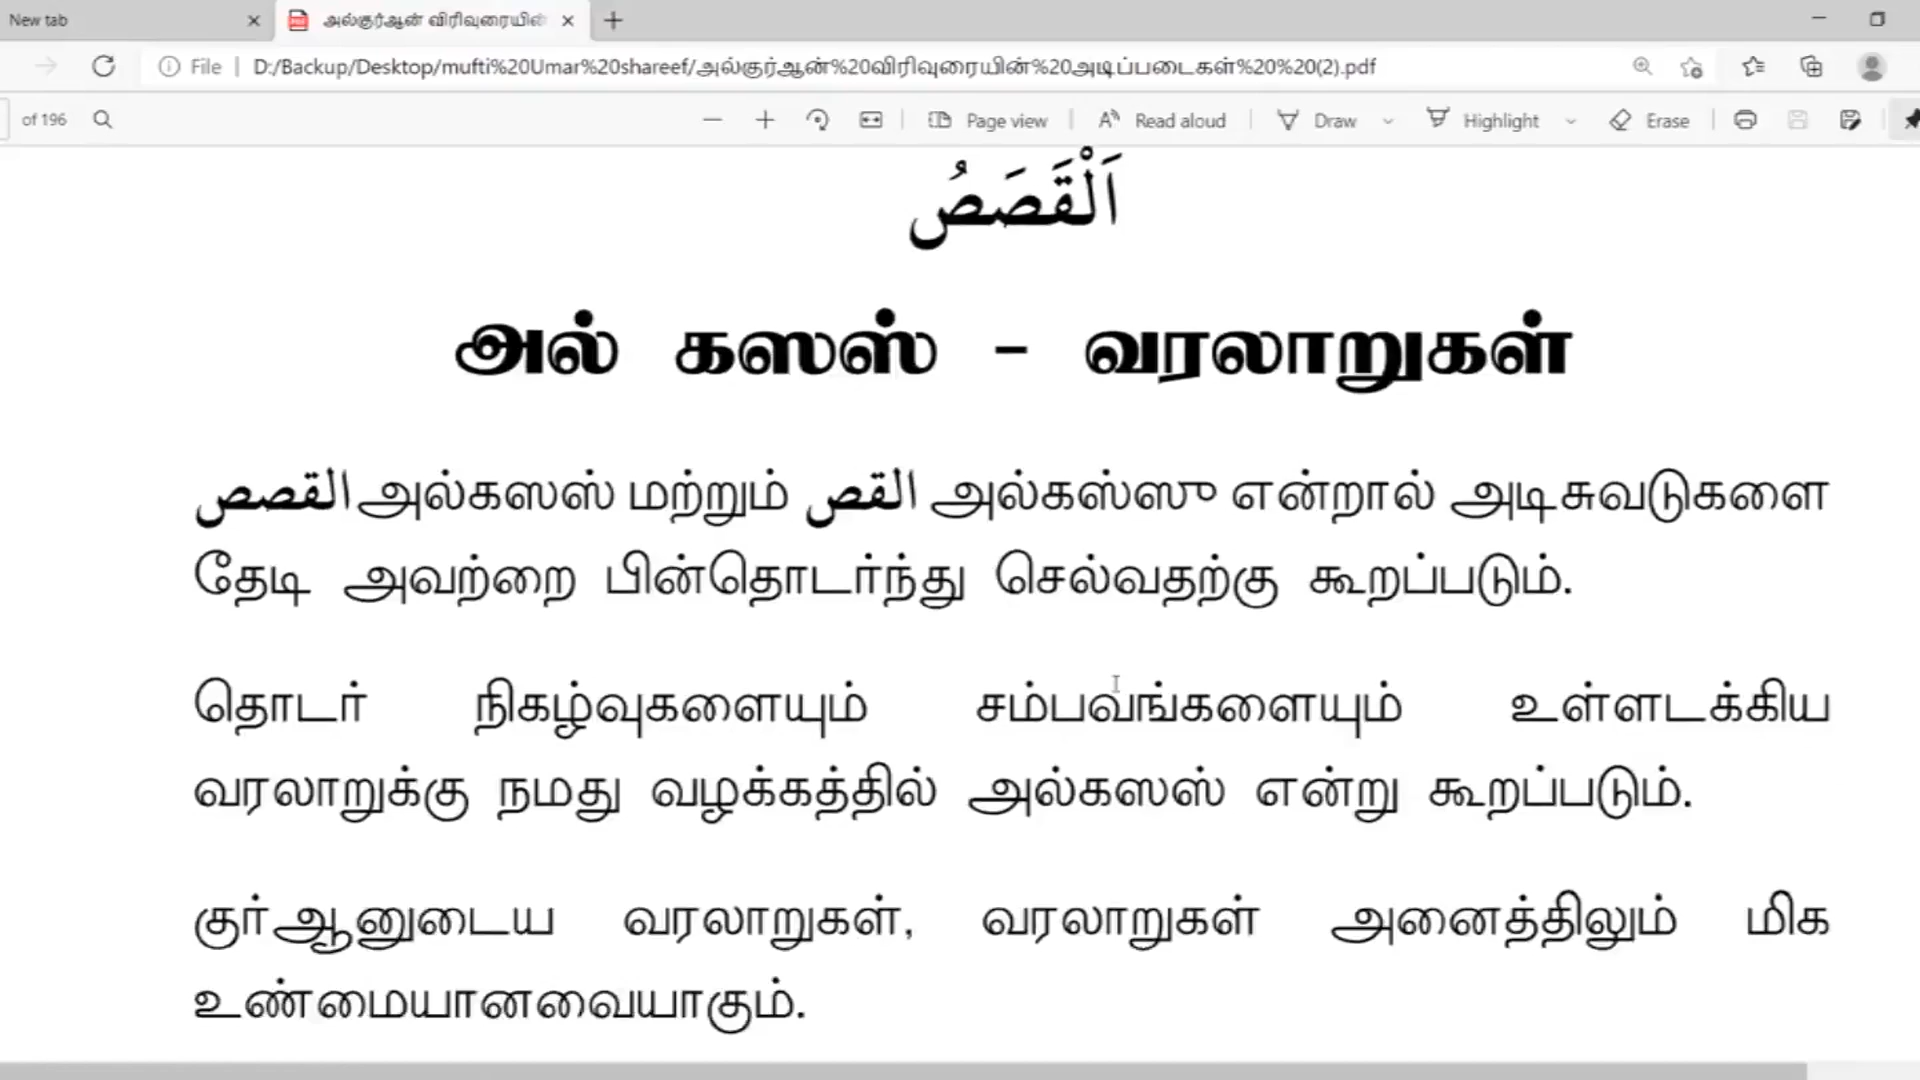 New tab
அல்குர்ஆன் விரிவுரையின்
File D:/Backup/Desktop/mufti%20Umar%20shareef/அல்குர்ஆன்%20விரிவுரையின்%20அடிப்படைகள்%20%20(2).pdf
of 196 Page view Read aloud Draw Highlight Erase
اَلْقَصَصُ
அல் கஸஸ் - வரலாறுகள்
القصص அல்கஸஸ் மற்றும் القص அல்கஸ்ஸு என்றால் அடிசுவடுகளை
தேடி அவற்றை பின்தொடர்ந்து செல்வதற்கு கூறப்படும்.
தொடர் நிகழ்வுகளையும் சம்பவங்களையும் உள்ளடக்கிய
வரலாறுக்கு நமது வழக்கத்தில் அல்கஸஸ் என்று கூறப்படும்.
குர்ஆனுடைய வரலாறுகள், வரலாறுகள் அனைத்திலும் மிக
உண்மையானவையாகும்.